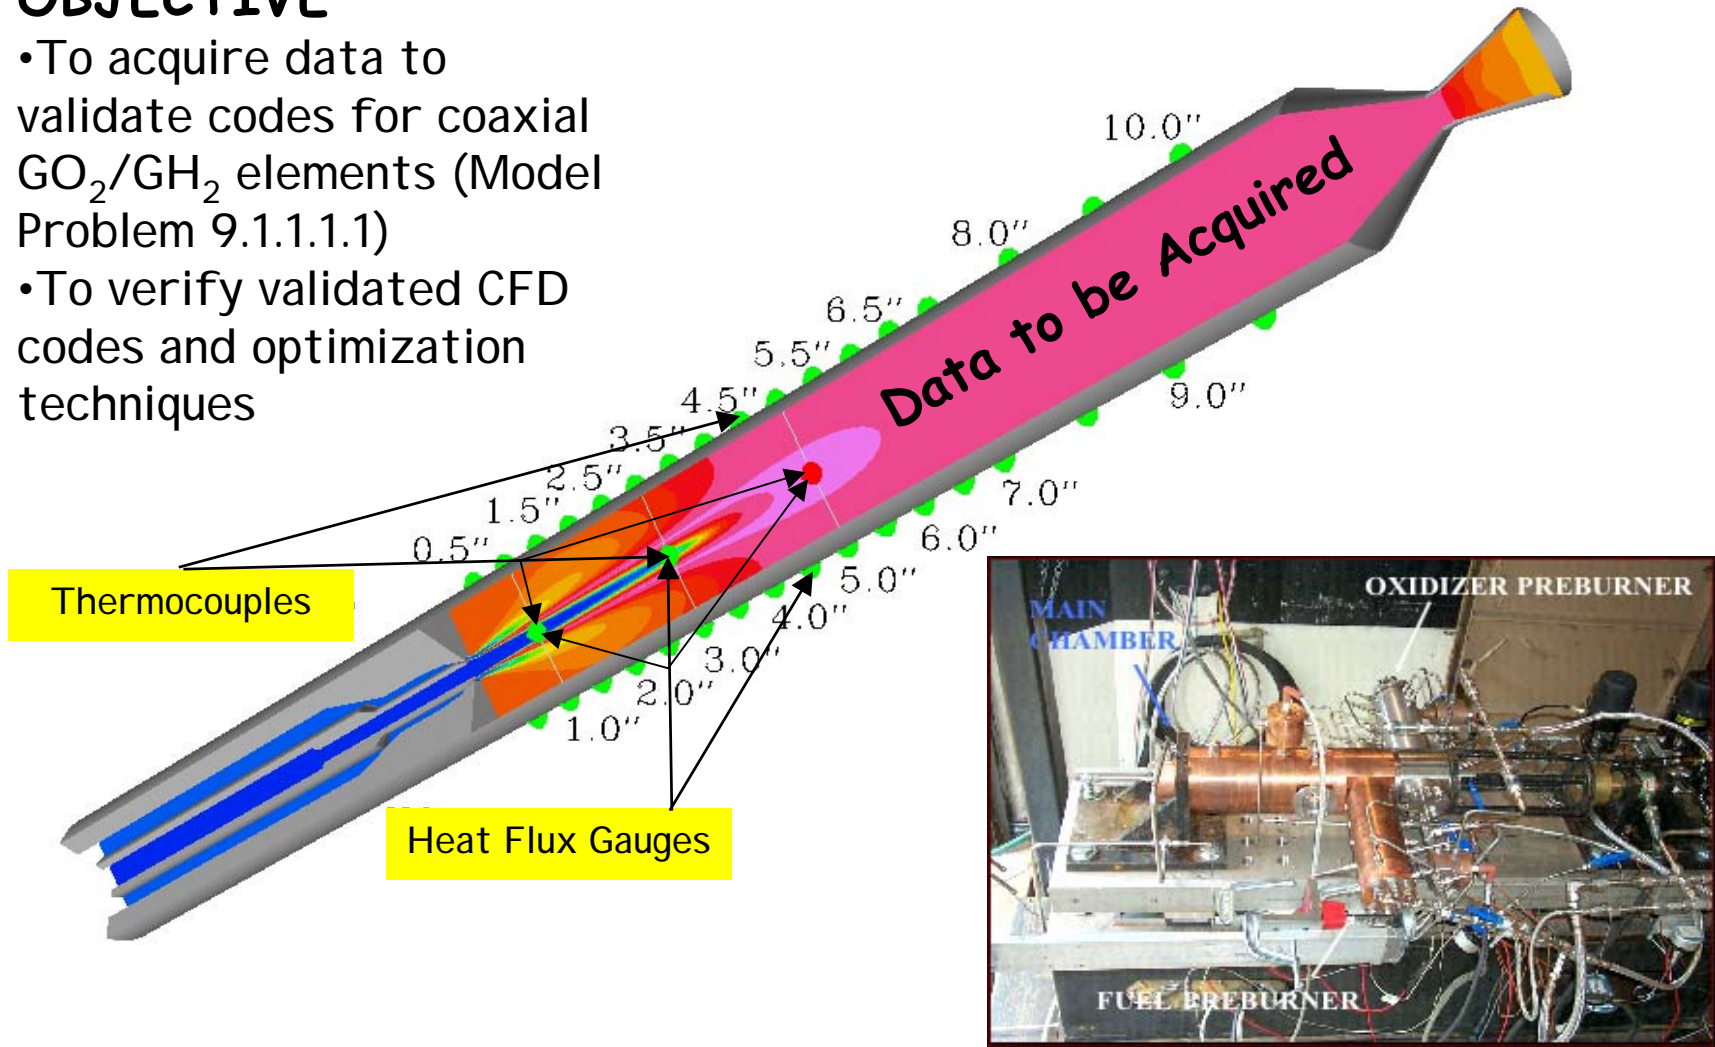 OBJECTIVE
•To acquire data to
validate codes for coaxial
GO2/GH2 elements (Model
Problem 9.1.1.1.1)
•To verify validated CFD
codes and optimization
techniques
10.0"
8.0"
6.5"
5.5"
4.5"
3.5"
2.5"
1.5"
0.5"
Data to be Acquired
9.0"
7.0"
6.0"
5.0"
4.0"
3.0"
2.0"
1.0"
Thermocouples
Heat Flux Gauges
OXIDIZER PREBURNER
MAIN
CHAMBER
FUEL PREBURNER